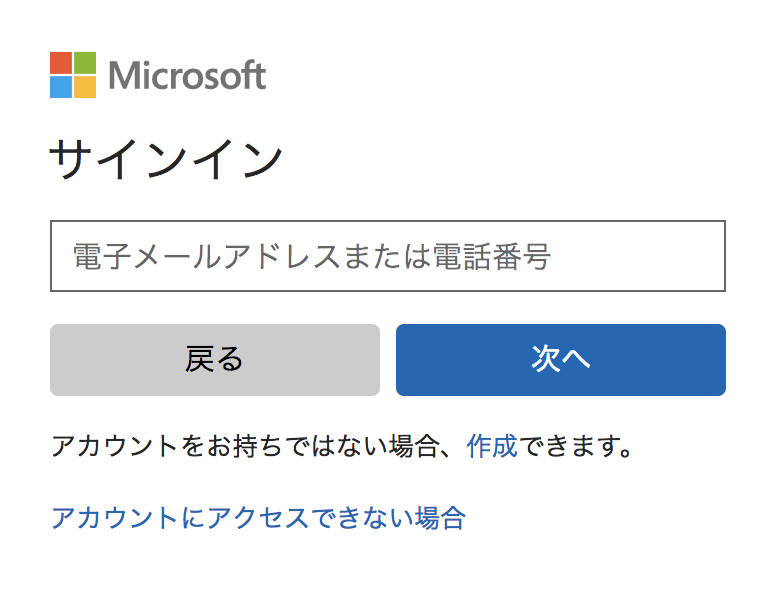 Microsoft
サインイン
電子メールアドレスまたは電話番号
戻る
次へ
アカウントをお持ちではない場合、作成できます。
アカウントにアクセスできない場合